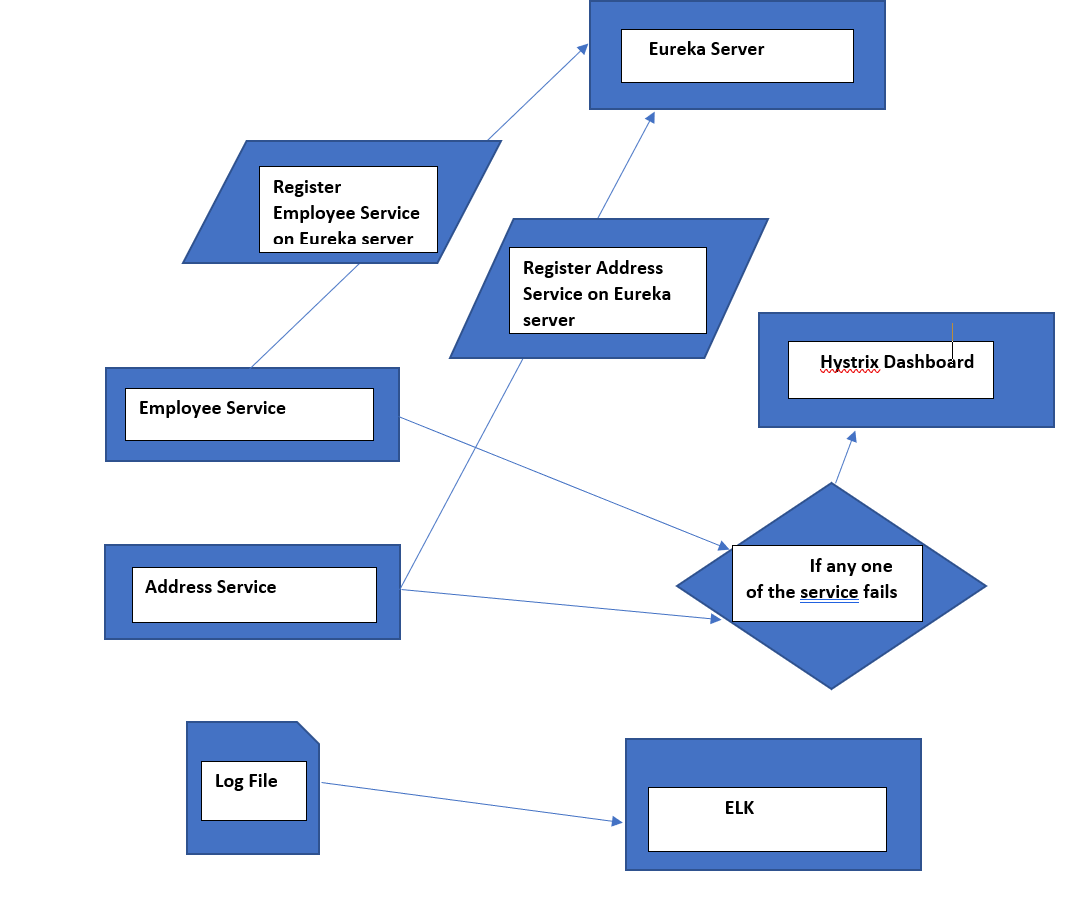 Eureka Server
Register
Employee Service
on Eureka server
Register Address
Service on Eureka
server
Hystrix Dashboard
Employee Service
If any one
of the service fails
Address Service
Log File
ELK